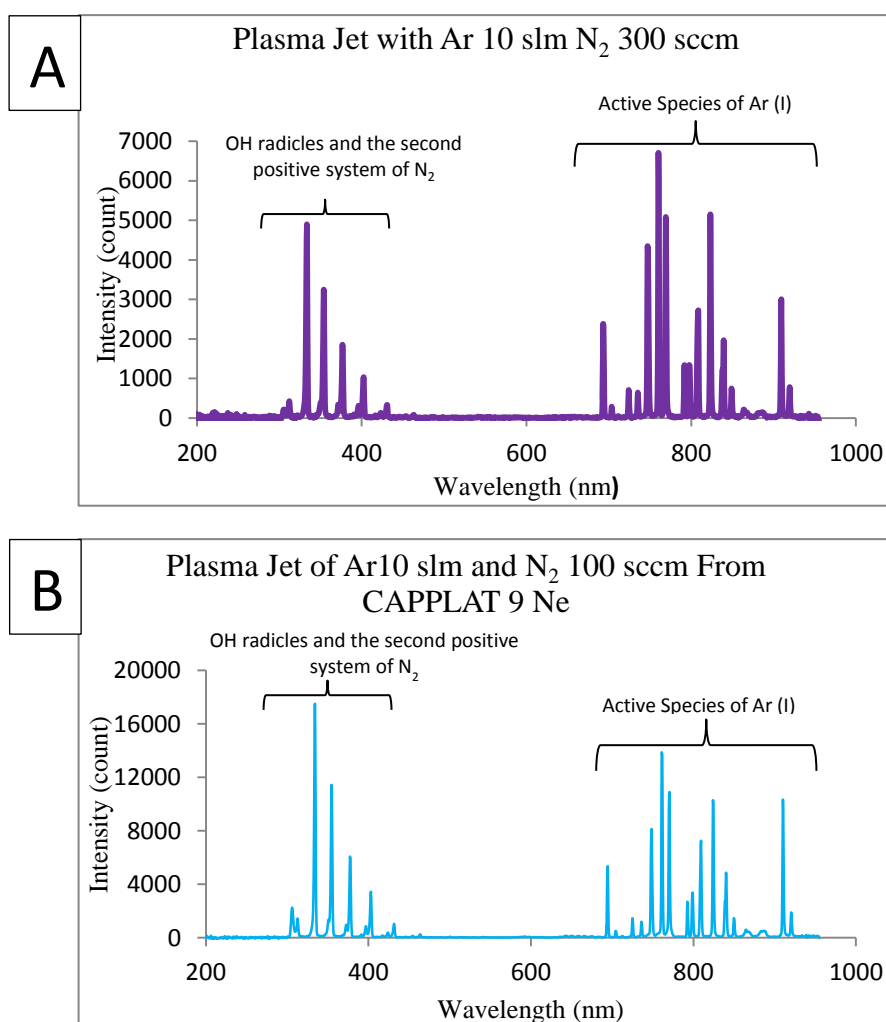 A
Plasma Jet with Ar 10 slm N₂ 300 sccm
Active Species of Ar (I)
OH radicles and the second
positive system of N₂
7000
6000
5000
4000
3000
2000
1000
0
Intensity (count)
200
400
600
800
1000
Wavelength (nm)
B
Plasma Jet of Ar10 slm and N₂ 100 sccm From
CAPPLAT 9 Ne
OH radicles and the second positive
system of N₂
Active Species of Ar (I)
20000
16000
12000
8000
4000
0
Intensity (count)
200
400
600
800
1000
Wavelength (nm)